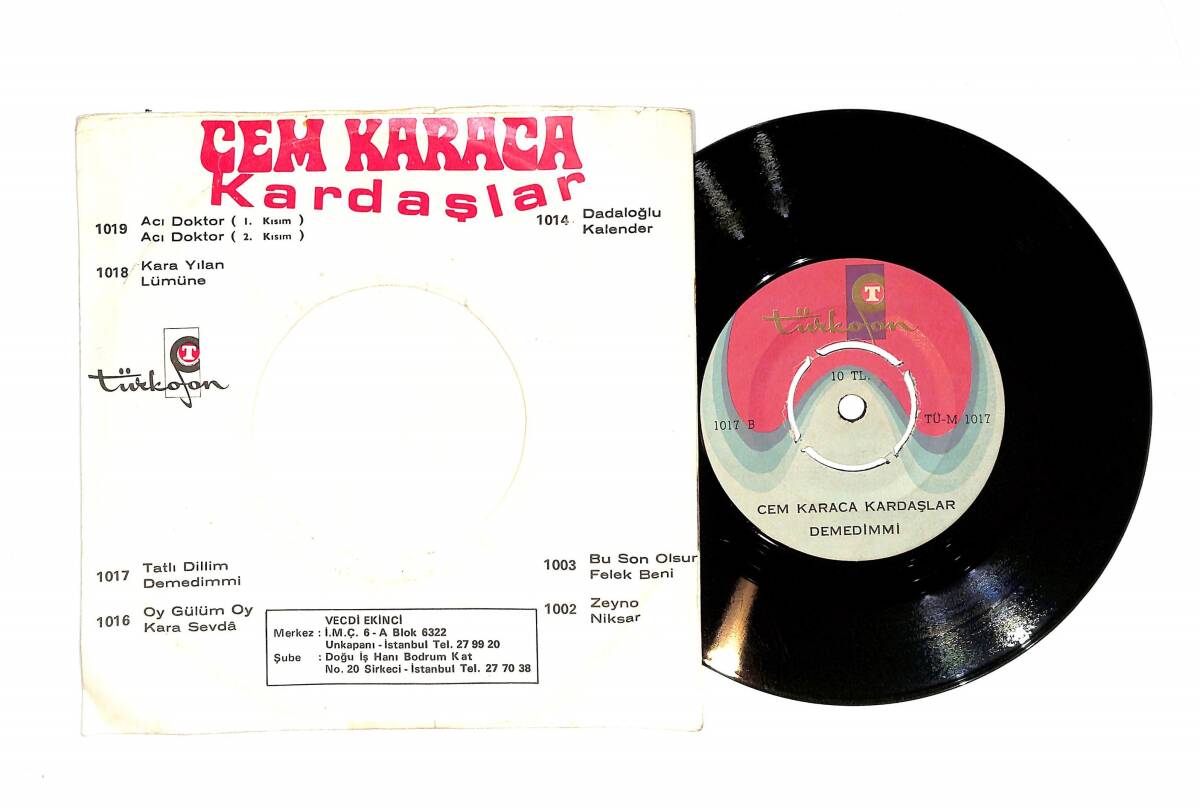 CEM KARACA
Kardaşlar
1019 Acı Doktor ( 1. Kısım )
Acı Doktor ( 2. Kısım )
1014 Dadaloğlu
Kalender
1018 Kara Yılan
Lümüne
T
türkofon
1017 Tatlı Dillim
Demedimmi
1016 Oy Gülüm Oy
Kara Sevdâ
1003 Bu Son Olsur
Felek Beni
1002 Zeyno
Niksar
VECDİ EKİNCİ
Merkez : İ.M.Ç. 6 - A Blok 6322
Unkapanı - İstanbul Tel. 27 99 20
Şube : Doğu İş Hanı Bodrum Kat
No. 20 Sirkeci - İstanbul Tel. 27 70 38
T
türkofon
10 TL.
1017 B
TÜ-M 1017
CEM KARACA KARDAŞLAR
DEMEDİMMİ